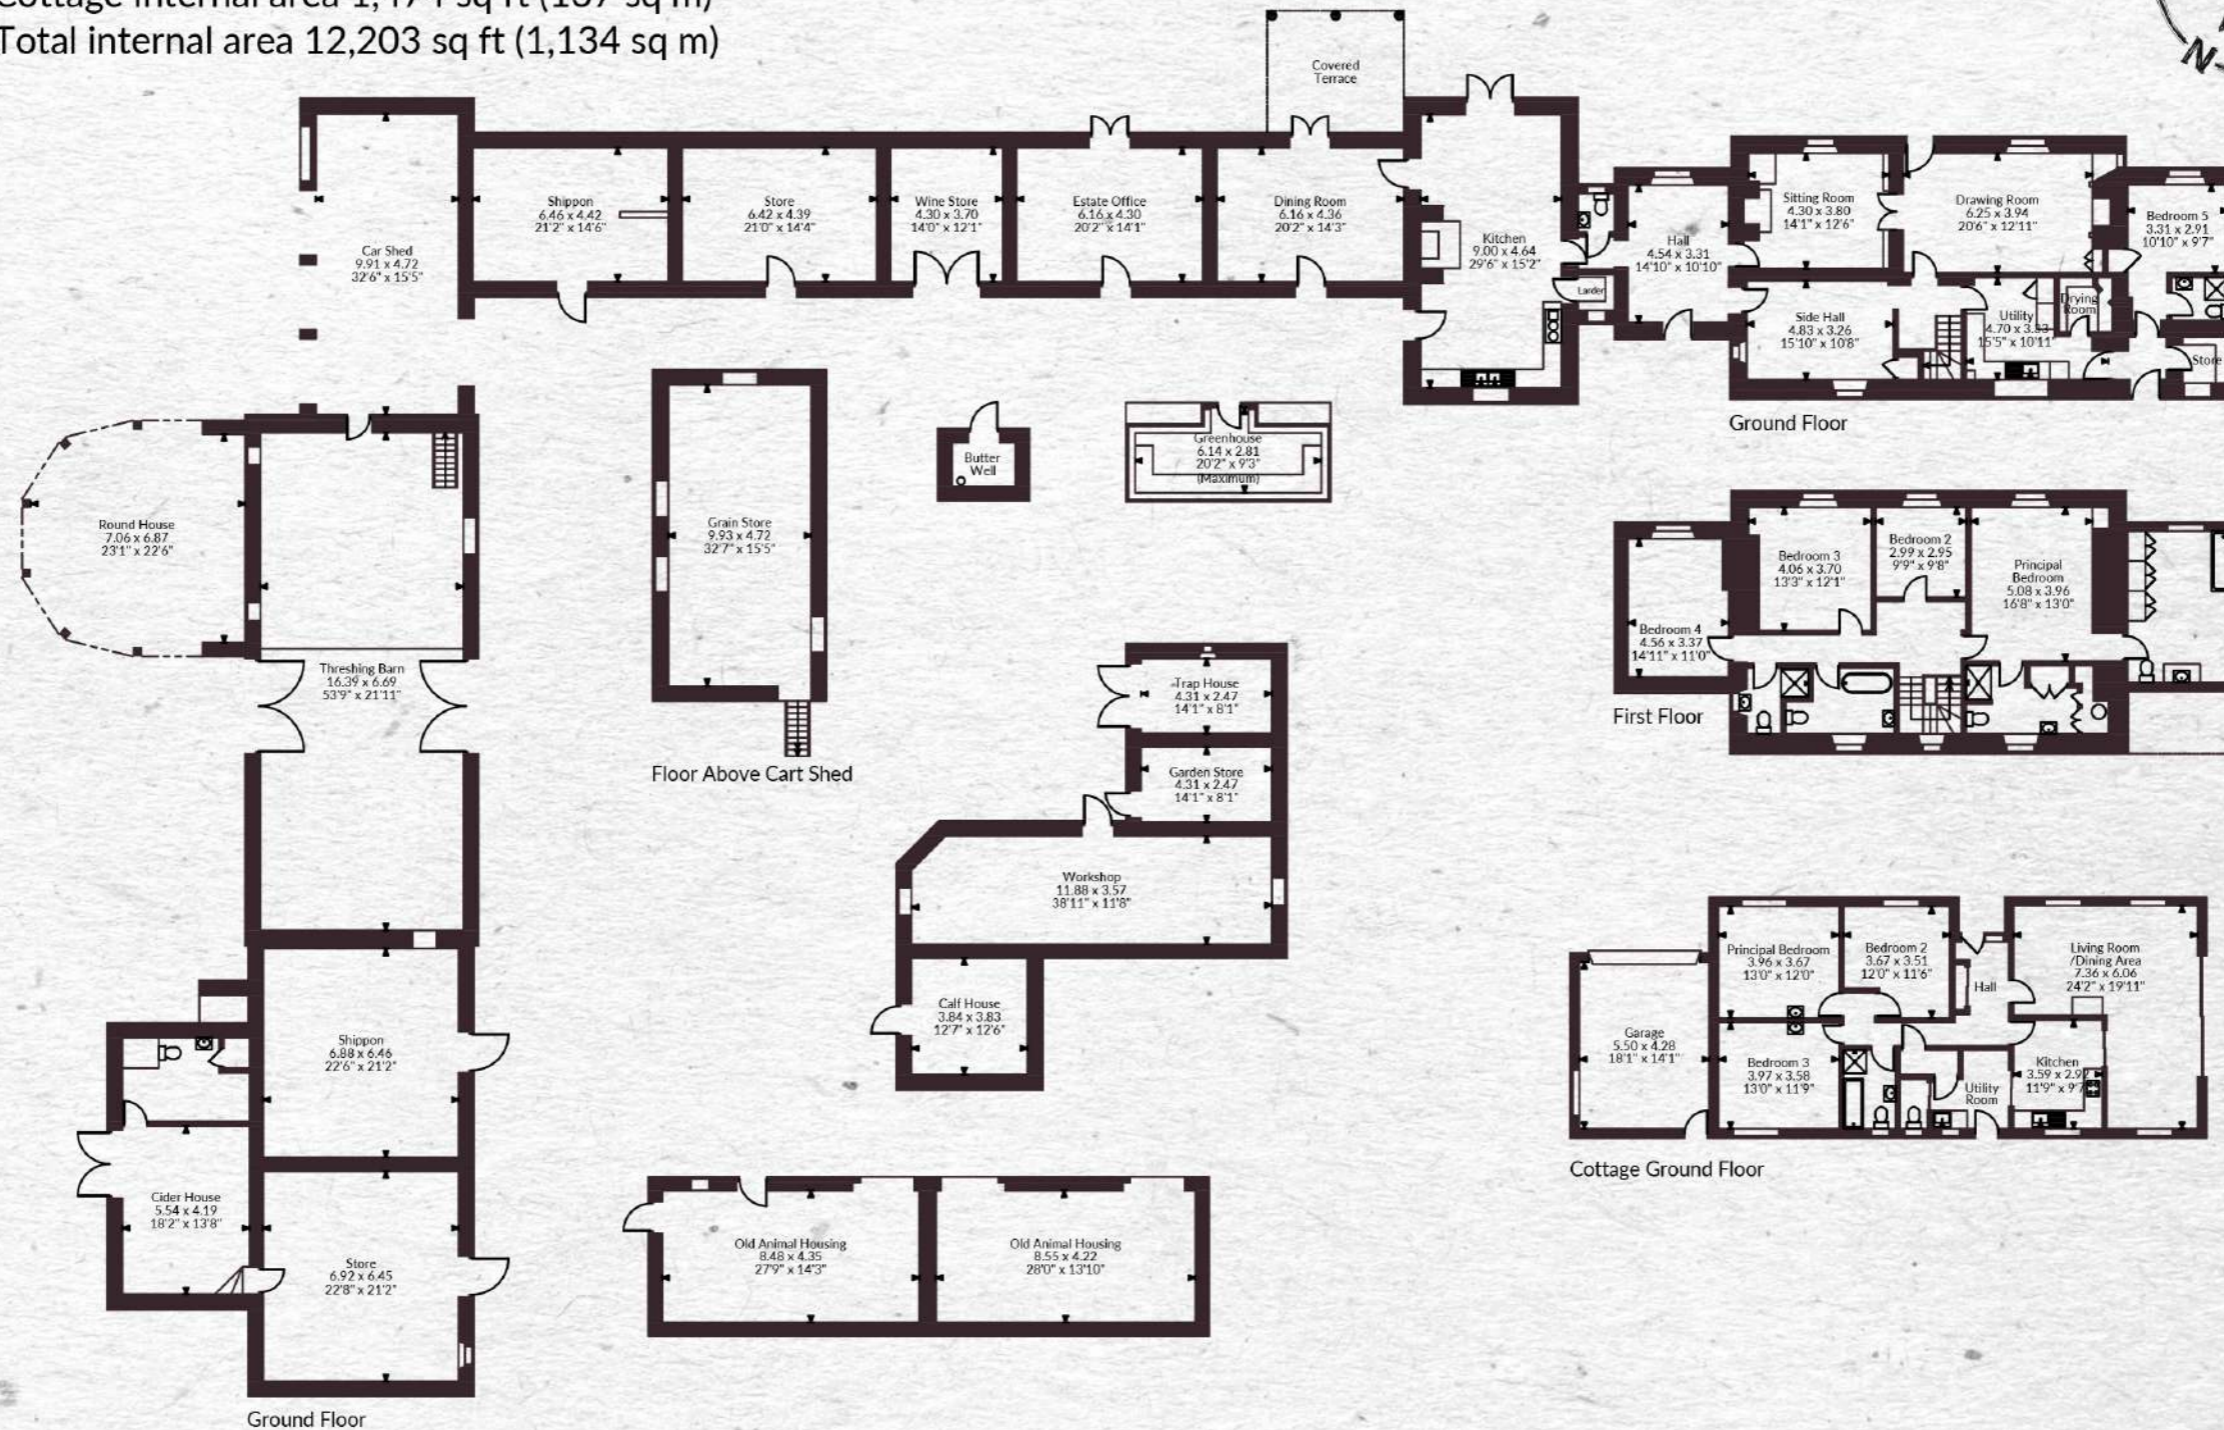 Total internal area 12,203 sq ft (1,134 sq m)
N
Covered
Terrace
Car Shed
9.91 x 4.72
32'6" x 15'5"
Shippon
6.46 x 4.42
21'2" x 14'6"
Store
6.42 x 4.39
21'0" x 14'4"
Wine Store
4.30 x 3.70
14'0" x 12'1"
Estate Office
6.16 x 4.30
20'2" x 14'1"
Dining Room
6.16 x 4.36
20'2" x 14'3"
Kitchen
9.00 x 4.64
29'6" x 15'2"
Larder
Hall
4.54 x 3.31
14'10" x 10'10"
Sitting Room
4.30 x 3.80
14'1" x 12'6"
Drawing Room
6.25 x 3.94
20'6" x 12'11"
Bedroom 5
3.31 x 2.91
10'10" x 9'7"
Side Hall
4.83 x 3.26
15'10" x 10'8"
Utility
4.70 x 3.33
15'5" x 10'11"
Drying
Room
Store
Ground Floor
Round House
7.06 x 6.87
23'1" x 22'6"
Threshing Barn
16.39 x 6.69
53'9" x 21'11"
Grain Store
9.93 x 4.72
32'7" x 15'5"
Floor Above Cart Shed
Butter
Well
Greenhouse
6.14 x 2.81
20'2" x 9'3"
(Maximum)
Bedroom 4
4.56 x 3.37
14'11" x 11'0"
Bedroom 3
4.06 x 3.70
13'3" x 12'1"
Bedroom 2
2.99 x 2.95
9'9" x 9'8"
Principal
Bedroom
5.08 x 3.96
16'8" x 13'0"
First Floor
Trap House
4.31 x 2.47
14'1" x 8'1"
Garden Store
4.31 x 2.47
14'1" x 8'1"
Workshop
11.88 x 3.57
38'11" x 11'8"
Calf House
3.84 x 3.83
12'7" x 12'6"
Shippon
6.88 x 6.46
22'6" x 21'2"
Cider House
5.54 x 4.19
18'2" x 13'8"
Store
6.92 x 6.45
22'8" x 21'2"
Ground Floor
Old Animal Housing
8.48 x 4.35
27'9" x 14'3"
Old Animal Housing
8.55 x 4.22
28'0" x 13'10"
Garage
5.50 x 4.28
18'1" x 14'1"
Principal Bedroom
3.96 x 3.67
13'0" x 12'0"
Bedroom 2
3.67 x 3.51
12'0" x 11'6"
Hall
Living Room
/Dining Area
7.36 x 6.06
24'2" x 19'11"
Bedroom 3
3.97 x 3.58
13'0" x 11'9"
Utility
Room
Kitchen
3.59 x 2.92
11'9" x 9'7
Cottage Ground Floor